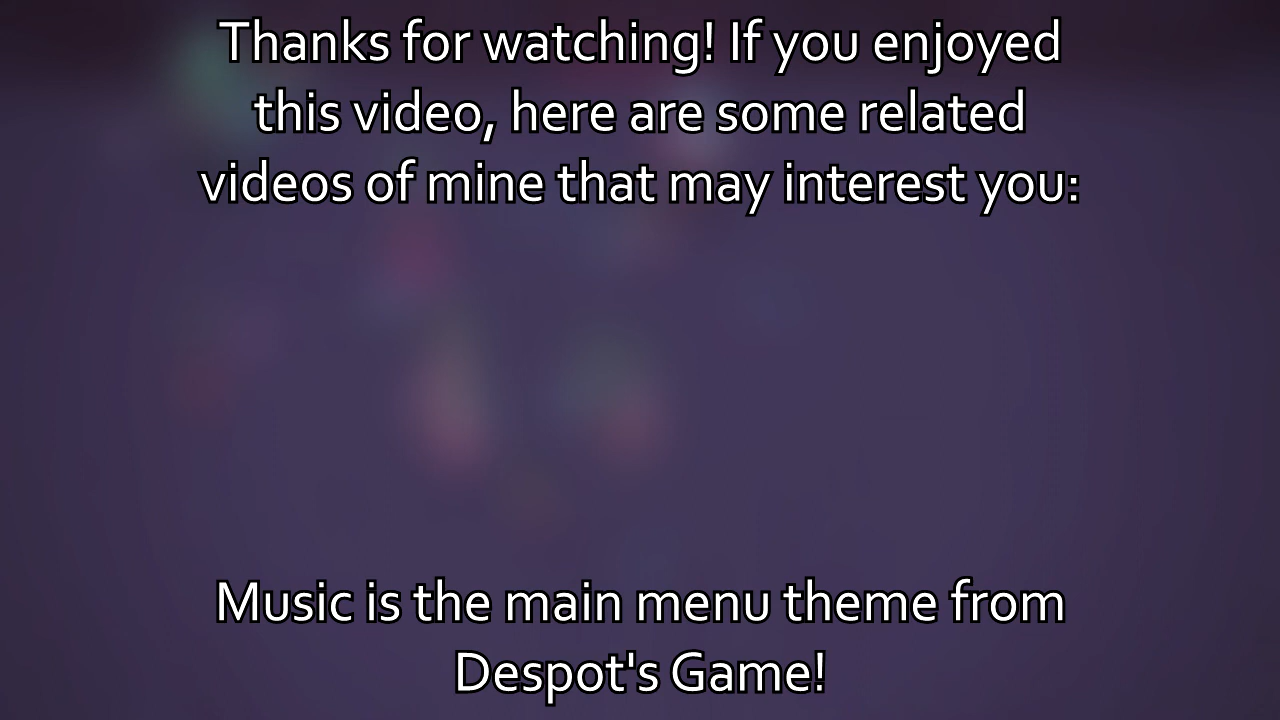 Thanks for watching! If you enjoyed
this video, here are some related
videos of mine that may interest you:
Music is the main menu theme from
Despot's Game!